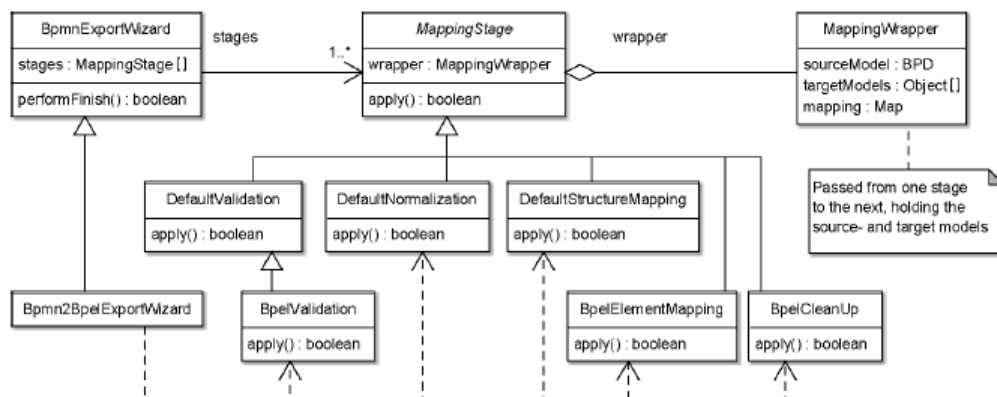 BpmnExportWizard
stages : MappingStage []
performFinish() : boolean
stages
1..*
MappingStage
wrapper : MappingWrapper
apply() : boolean
wrapper
MappingWrapper
sourceModel : BPD
targetModels : Object []
mapping : Map
Passed from one stage
to the next, holding the
source- and target models
DefaultValidation
apply() : boolean
DefaultNormalization
apply() : boolean
DefaultStructureMapping
apply() : boolean
Bpmn2BpelExportWizard
BpelValidation
apply() : boolean
BpelElementMapping
apply() : boolean
BpelCleanUp
apply() : boolean